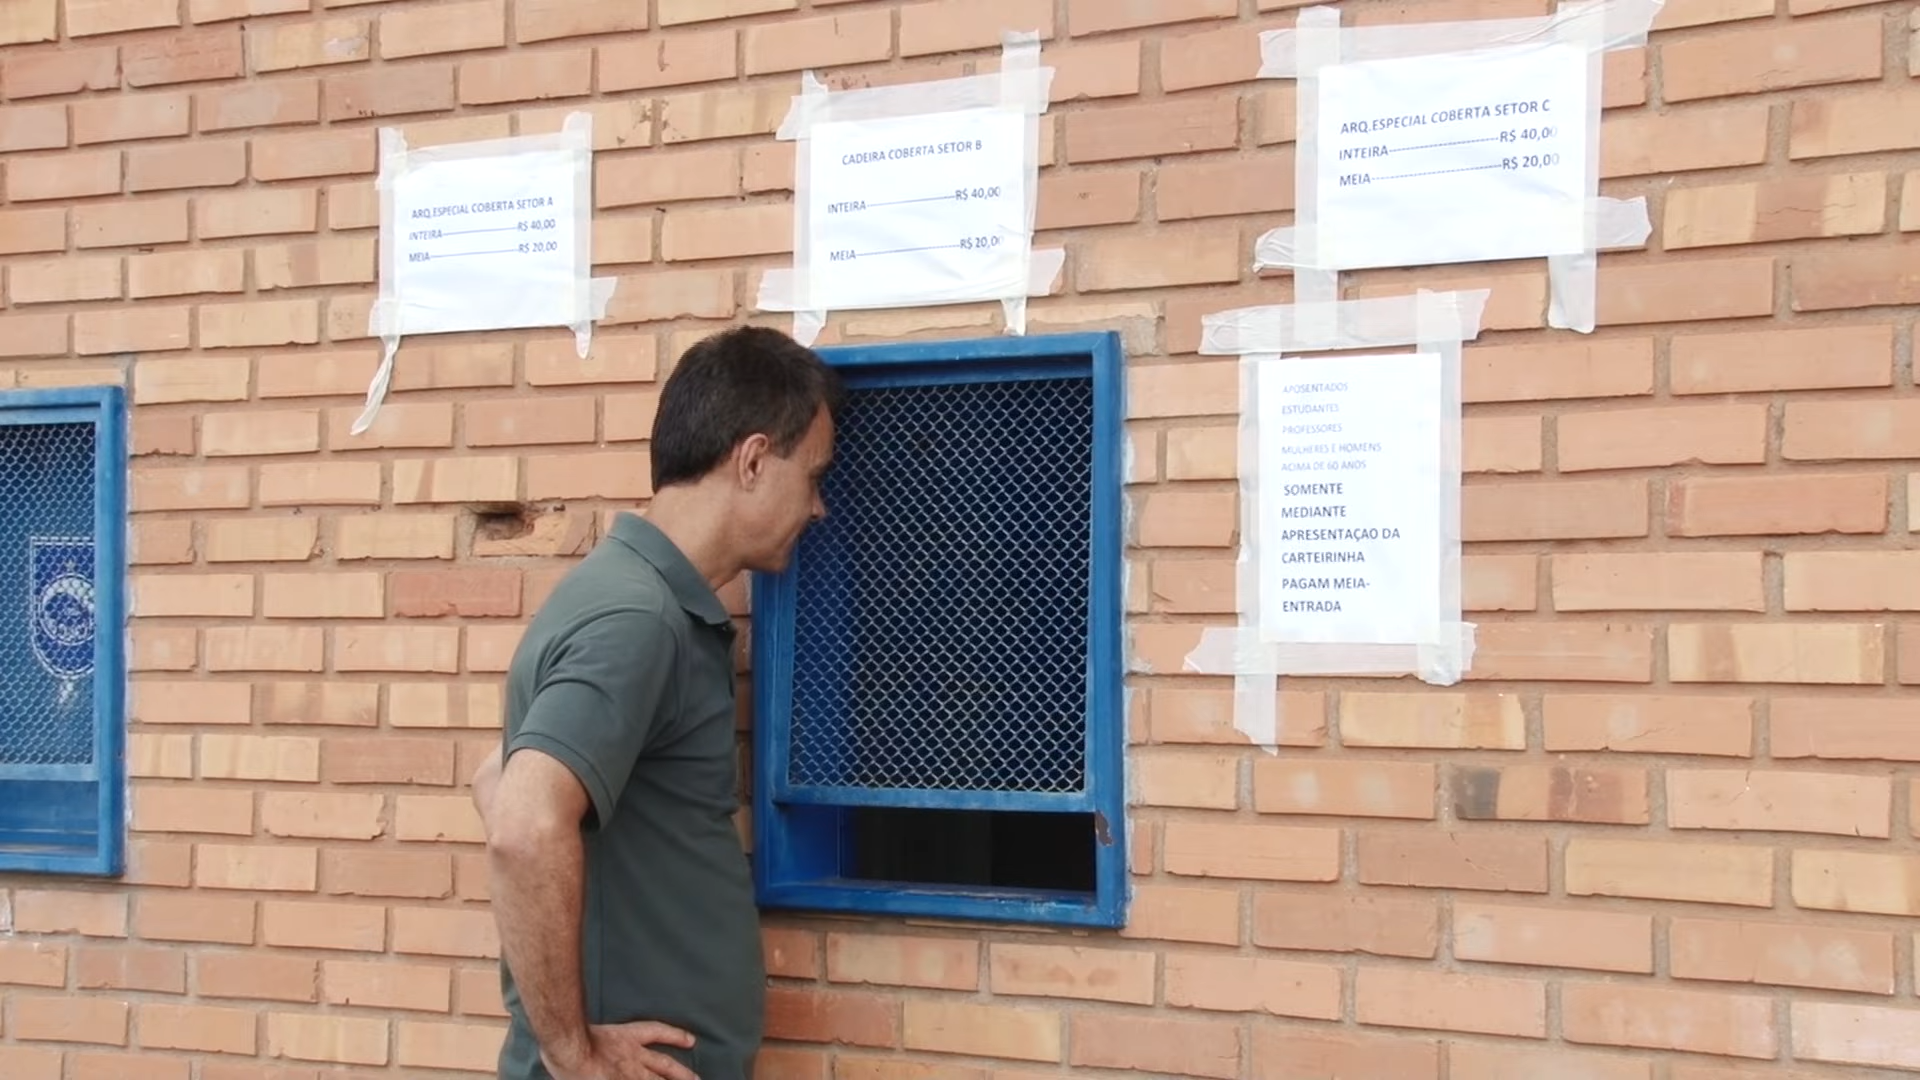 ARQ.ESPECIAL COBERTA SETOR A
INTEIRA-----------------R$ 40,00
MEIA--------------------R$ 20,00
CADEIRA COBERTA SETOR B
INTEIRA--------------------R$ 40,00
MEIA-----------------------R$ 20,00
ARQ.ESPECIAL COBERTA SETOR C
INTEIRA-----------------------R$ 40,00
MEIA---------------------------R$ 20,00
APOSENTADOS
ESTUDANTES
PROFESSORES
MULHERES E HOMENS
ACIMA DE 60 ANOS
SOMENTE
MEDIANTE
APRESENTAÇAO DA
CARTEIRINHA
PAGAM MEIA-
ENTRADA